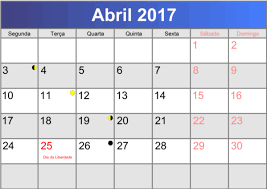 Abril 2017
Segunda Terça Quarta Quinta Sexta Sábado Domingo
1 2
3 4 5 6 7 8 9
10 11 12 13 14 15 16
17 18 19 20 21 22 23
24 25 26 27 28 29 30
Dia da Liberdade